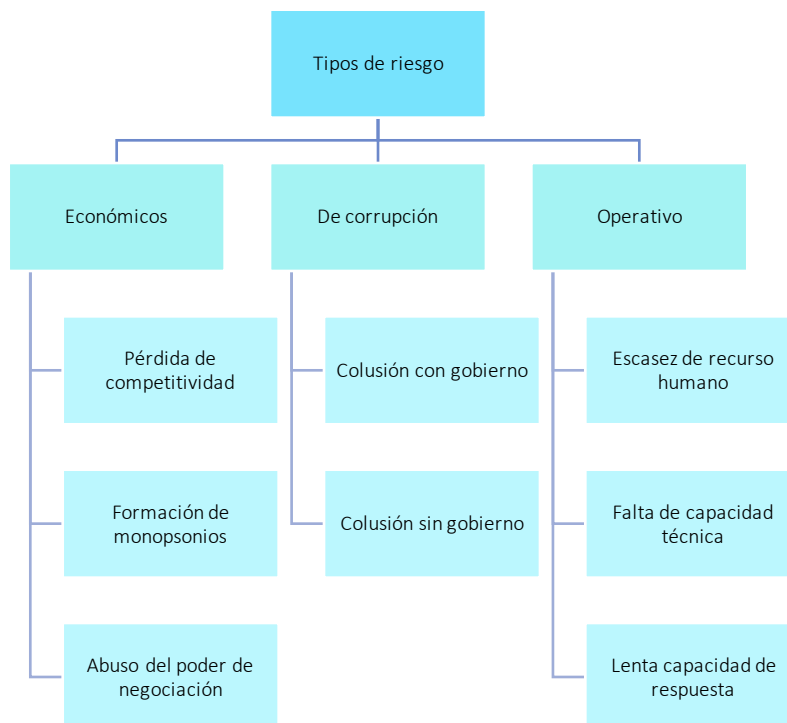 Tipos de riesgo
Económicos
De corrupción
Operativo
Pérdida de
competitividad
Colusión con gobierno
Escasez de recurso
humano
Formación de
monopsonios
Colusión sin gobierno
Falta de capacidad
técnica
Abuso del poder de
negociación
Lenta capacidad de
respuesta